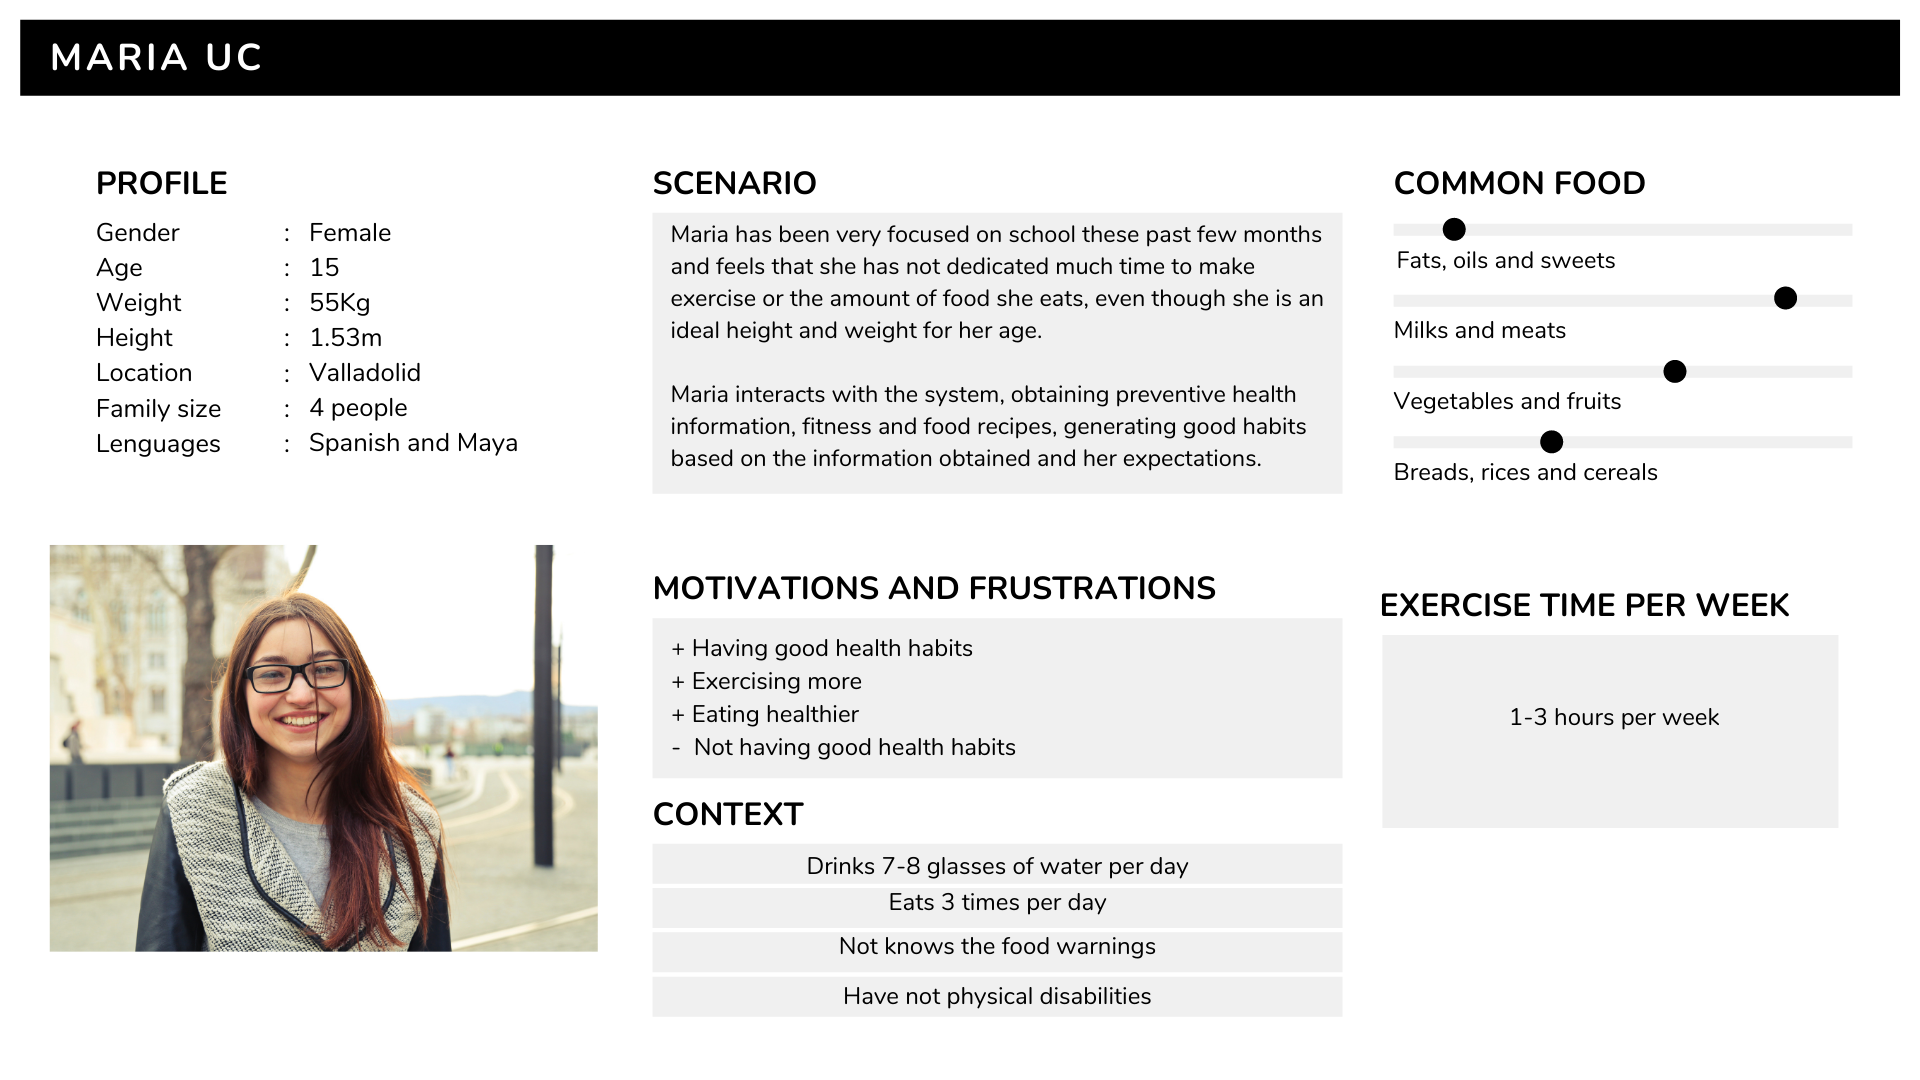 MARIA UC
PROFILE
Gender : Female
Age : 15
Weight : 55Kg
Height : 1.53m
Location : Valladolid
Family size : 4 people
Lenguages : Spanish and Maya
SCENARIO
Maria has been very focused on school these past few months
and feels that she has not dedicated much time to make
exercise or the amount of food she eats, even though she is an
ideal height and weight for her age.
Maria interacts with the system, obtaining preventive health
information, fitness and food recipes, generating good habits
based on the information obtained and her expectations.
COMMON FOOD
Fats, oils and sweets
Milks and meats
Vegetables and fruits
Breads, rices and cereals
MOTIVATIONS AND FRUSTRATIONS
+ Having good health habits
+ Exercising more
+ Eating healthier
- Not having good health habits
CONTEXT
Drinks 7-8 glasses of water per day
Eats 3 times per day
Not knows the food warnings
Have not physical disabilities
EXERCISE TIME PER WEEK
1-3 hours per week